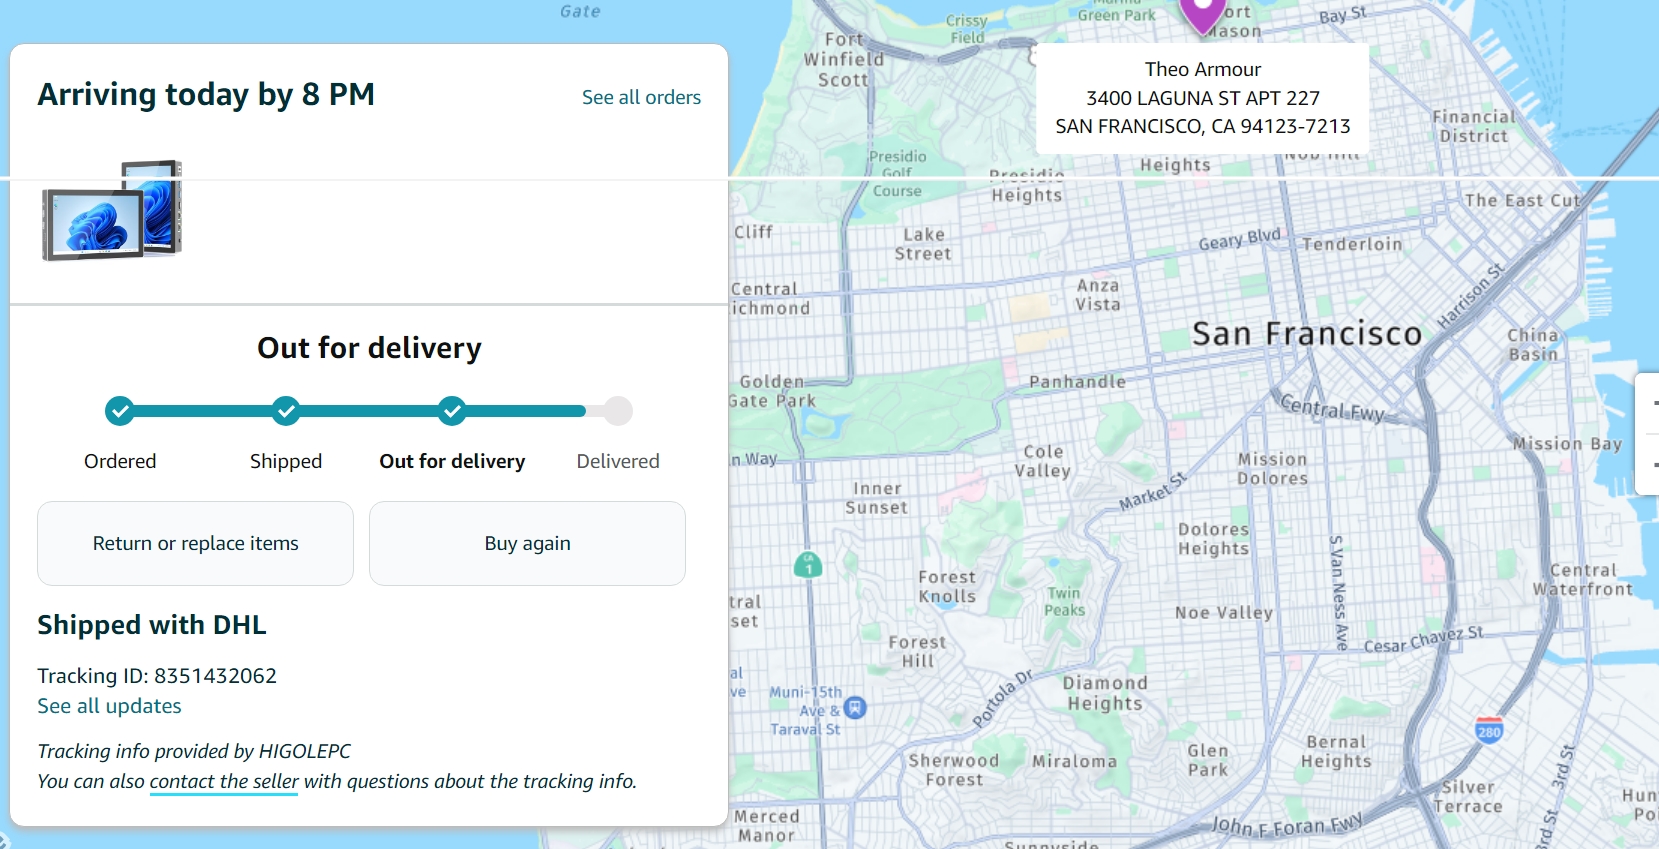 Arriving today by 8 PM
See all orders
Out for delivery
Ordered
Shipped
Out for delivery
Delivered
Return or replace items
Buy again
Shipped with DHL
Tracking ID: 8351432062
See all updates
Tracking info provided by HIGOLEPC
You can also contact the seller with questions about the tracking info.
Gate
Crissy
Field
Green Park
Mason
Bay St
Fort
Winfield
Scott
Theo Armour
3400 LAGUNA ST APT 227
SAN FRANCISCO, CA 94123-7213
Financial
District
Presidio
Golf
Course
Presidio
Heights
Heights
Nob Hill
The East Cut
Cliff
Lake
Street
Geary Blvd
Tenderloin
Central
ichmond
Anza
Vista
Harrison St
San Francisco
China
Basin
Golden
Gate Park
Panhandle
Central Fwy
Mission Bay
n Way
Cole
Valley
Mission
Dolores
Inner
Sunset
Market St
Dolores
Heights
S Van Ness Ave
CA
1
Forest
Knolls
Twin
Peaks
Noe Valley
Central
Waterfront
tral
set
Forest
Hill
Cesar Chavez St
al
ve
Muni-15th
Ave &
Taraval St
Portola Dr
Diamond
Heights
280
Sherwood
Forest
Miraloma
Glen
Park
Bernal
Heights
3rd St
Silver
Terrace
Hun
Po
Merced
Manor
John F Foran Fwy
3rd St
Sunnyside